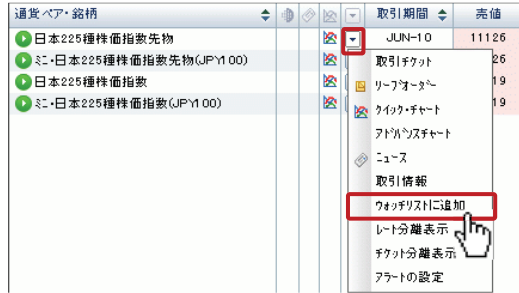 通貨ペア・銘柄 取引期間 売値
日本225種株価指数先物 JUN-10 11126
ミニ・日本225種株価指数先物(JPY100) 26
日本225種株価指数 19
ミニ・日本225種株価指数(JPY100) 19
取引チケット
リーブオーダー
クイック・チャート
アドバンスチャート
ニュース
取引情報
ウォッチリストに追加
レート分離表示
チケット分離表示
アラートの設定